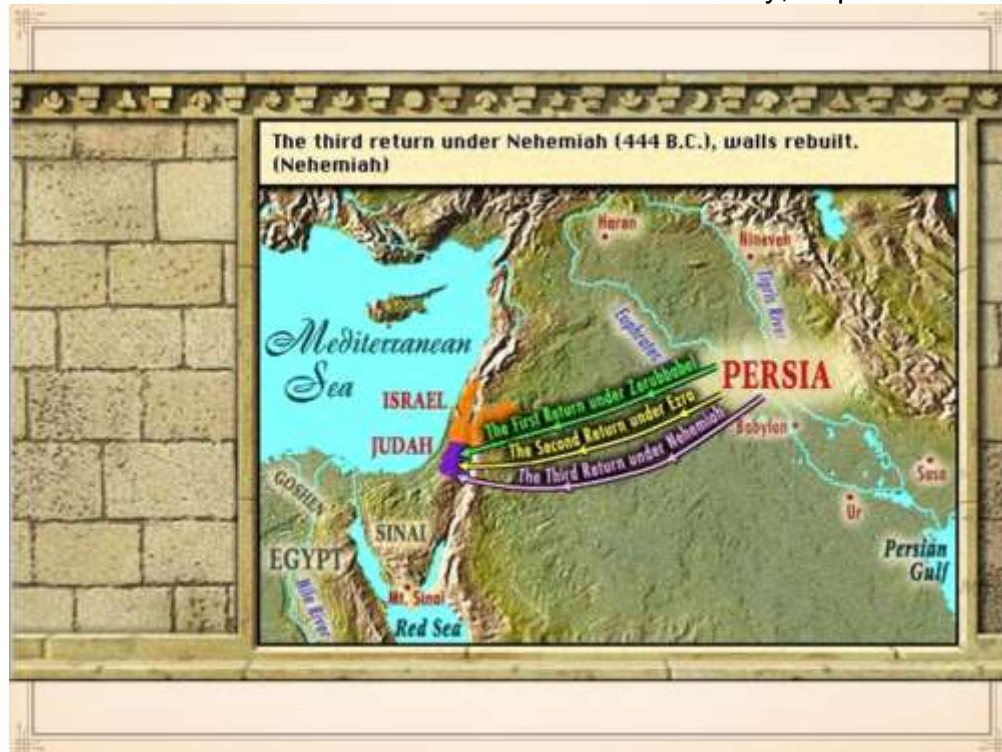 The third return under Nehemiah (444 B.C.), walls rebuilt.
(Nehemiah)
Haran
Ninevah
Tigris River
Euphrates
Mediterranean
Sea
PERSIA
ISRAEL
The First Return under Zerubbabel
The Second Return under Ezra
JUDAH
The Third Return under Nehemiah
Babylon
Susa
GOSHEN
Ur
SINAI
EGYPT
Persian
Gulf
Mt. Sinai
Nile River
Red Sea